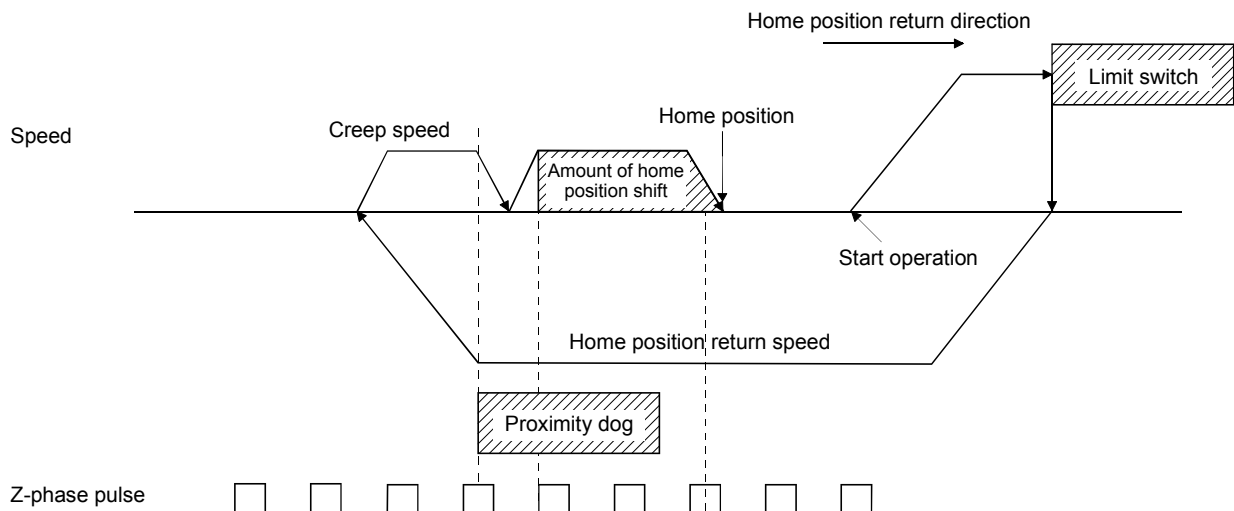 Home position return direction
Limit switch
Home position
Speed
Creep speed
Amount of home
position shift
Start operation
Home position return speed
Proximity dog
Z-phase pulse